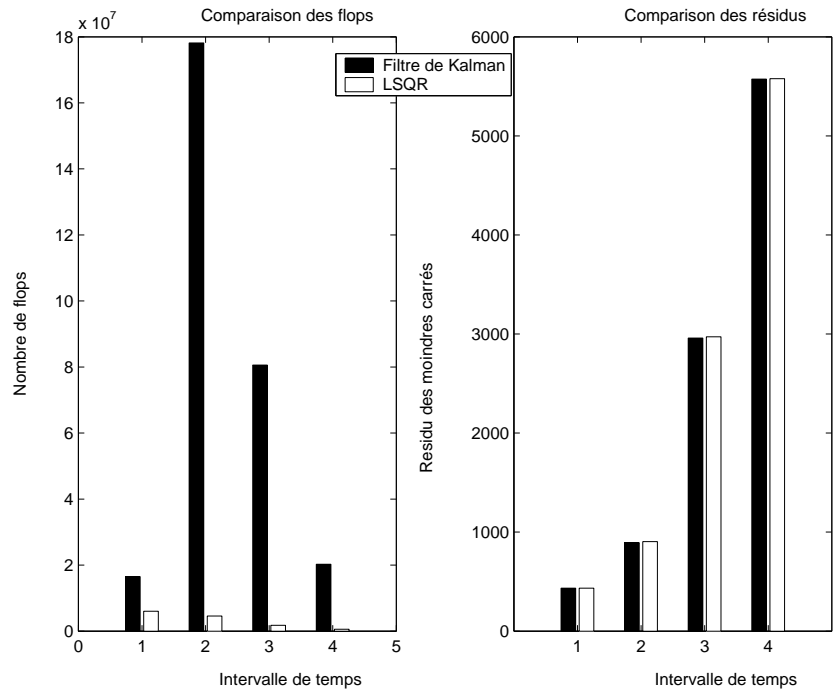 Comparaison des flops
x 10^7
18
16
14
12
10
8
6
4
2
0
0 1 2 3 4 5
Nombre de flops
Intervalle de temps
Filtre de Kalman
LSQR
Comparison des résidus
6000
5000
4000
3000
2000
1000
0
1 2 3 4
Residu des moindres carrés
Intervalle de temps